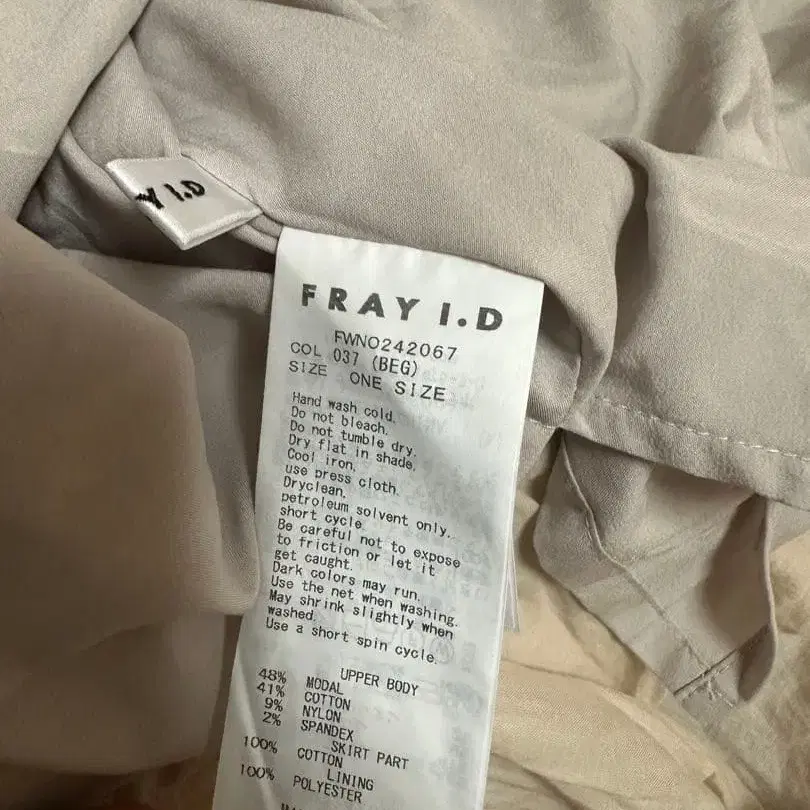 Y I.D
FRAY I.D
FWNO242067
COL 037 (BEG)
SIZE ONE SIZE
Hand wash cold.
Do not bleach.
Do not tumble dry.
Dry flat in shade.
Cool iron,
use press cloth.
Dryclean,
petroleum solvent only.
short cycle
Be careful not to expose
to friction or let it
get caught.
Dark colors may run.
Use the net when washing.
May shrink slightly when
washed.
Use a short spin cycle.
UPPER BODY
48% MODAL
41% COTTON
9% NYLON
2% SPANDEX
SKIRT PART
100% COTTON
LINING
100% POLYESTER